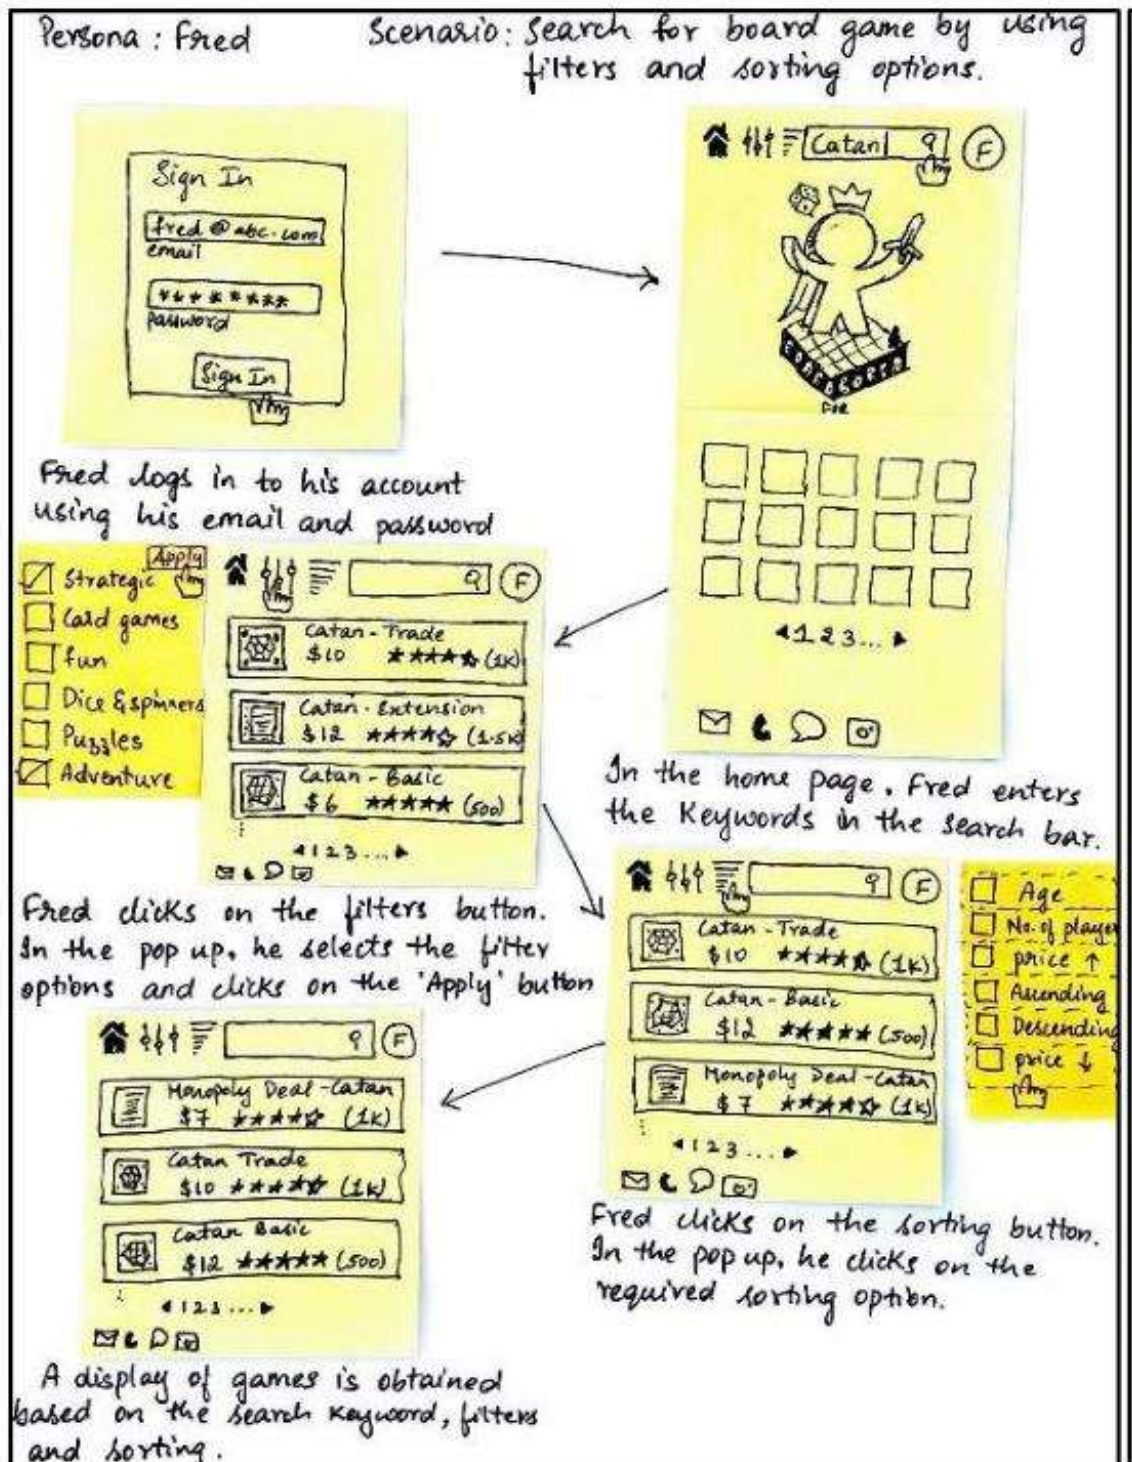 Persona : Fred
Scenario: Search for board game by using
filters and sorting options.
Sign In
fred @ abc.com
email
********
password
Sign In
Fred logs in to his account
using his email and password
Catan
F
1 2 3 ...
In the home page, Fred enters
the Keywords in the search bar.
Apply
Strategic
Card games
fun
Dice & spinners
Puzzles
Adventure
F
Catan - Trade
$10 ★★★★☆ (1K)
Catan - Extension
$12 ★★★★☆ (1.5K)
Catan - Basic
$6 ★★★★★ (500)
1 2 3 ...
Fred clicks on the filters button.
In the pop up, he selects the filter
options and clicks on the 'Apply' button
F
Catan - Trade
$10 ★★★★☆ (1K)
Catan - Basic
$12 ★★★★★ (500)
Monopoly Deal - Catan
$7 ★★★★☆ (1K)
1 2 3 ...
Age
No. of player
price ↑
Ascending
Descending
price ↓
Fred clicks on the sorting button.
In the pop up, he clicks on the
required sorting option.
F
Monopoly Deal - Catan
$7 ★★★★☆ (1K)
Catan Trade
$10 ★★★★☆ (1K)
Catan Basic
$12 ★★★★★ (500)
1 2 3 ...
A display of games is obtained
based on the search Keyword, filters
and sorting.